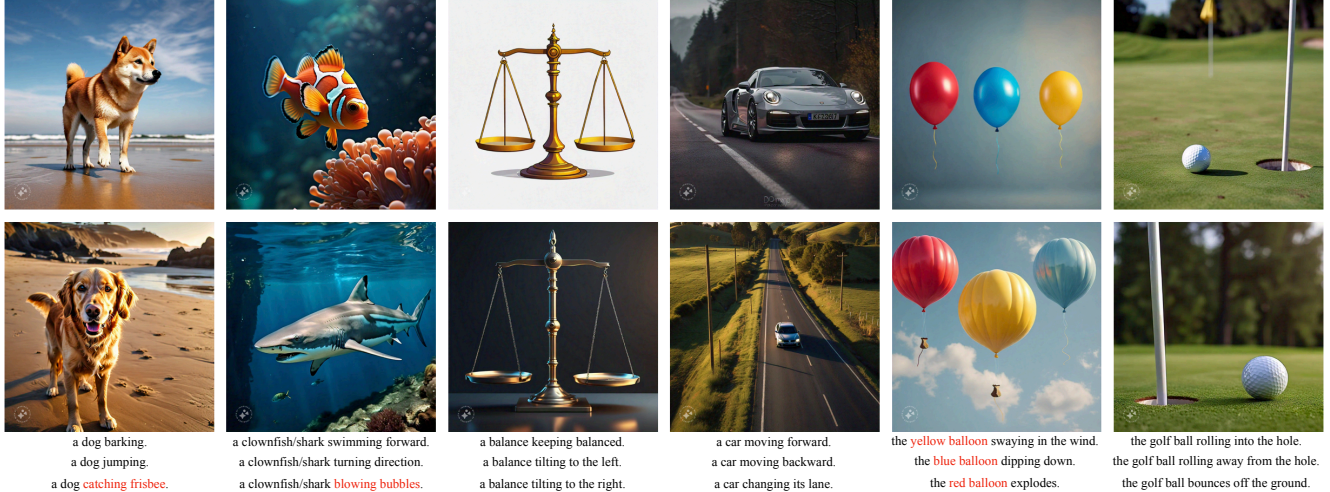 a dog barking.
a dog jumping.
a dog catching frisbee.
a clownfish/shark swimming forward.
a clownfish/shark turning direction.
a clownfish/shark blowing bubbles.
a balance keeping balanced.
a balance tilting to the left.
a balance tilting to the right.
a car moving forward.
a car moving backward.
a car changing its lane.
the yellow balloon swaying in the wind.
the blue balloon dipping down.
the red balloon explodes.
the golf ball rolling into the hole.
the golf ball rolling away from the hole.
the golf ball bounces off the ground.